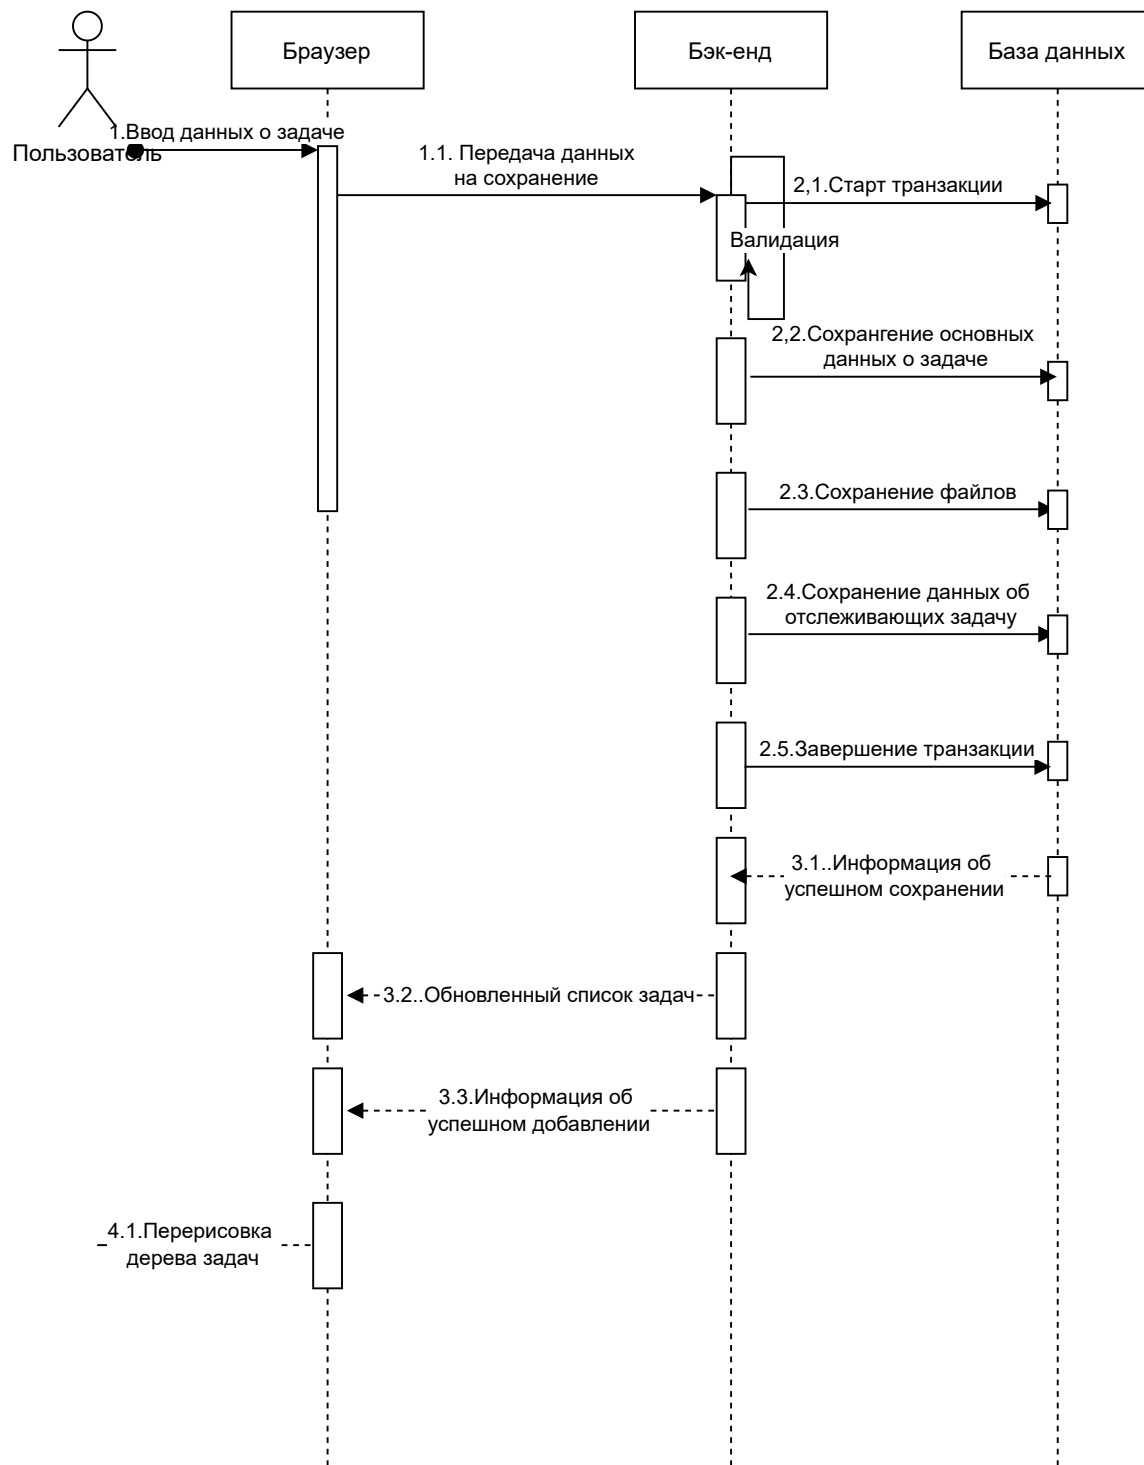 Браузер
Бэк-енд
База данных
Пользователь
1.Ввод данных о задаче
1.1. Передача данных
на сохранение
2,1.Старт транзакции
Валидация
2,2.Сохрангение основных
данных о задаче
2.3.Сохранение файлов
2.4.Сохранение данных об
отслеживающих задачу
2.5.Завершение транзакции
3.1..Информация об
успешном сохранении
3.2..Обновленный список задач
3.3.Информация об
успешном добавлении
4.1.Перерисовка
дерева задач